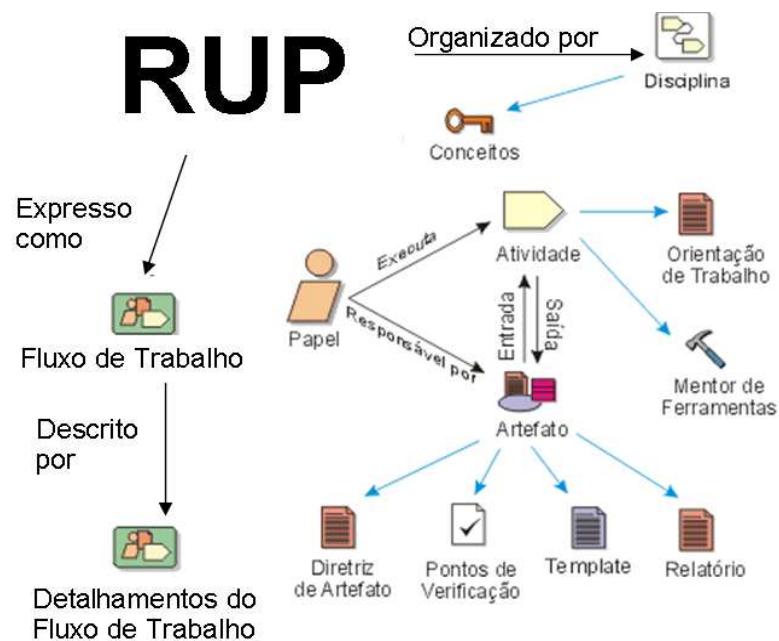 RUP
Organizado por
Disciplina
Conceitos
Expresso
como
Executa
Atividade
Orientação
de Trabalho
Papel
Responsável por
Entrada
Saída
Fluxo de Trabalho
Mentor de
Ferramentas
Artefato
Descrito
por
Diretriz
de Artefato
Pontos de
Verificação
Template
Relatório
Detalhamentos do
Fluxo de Trabalho